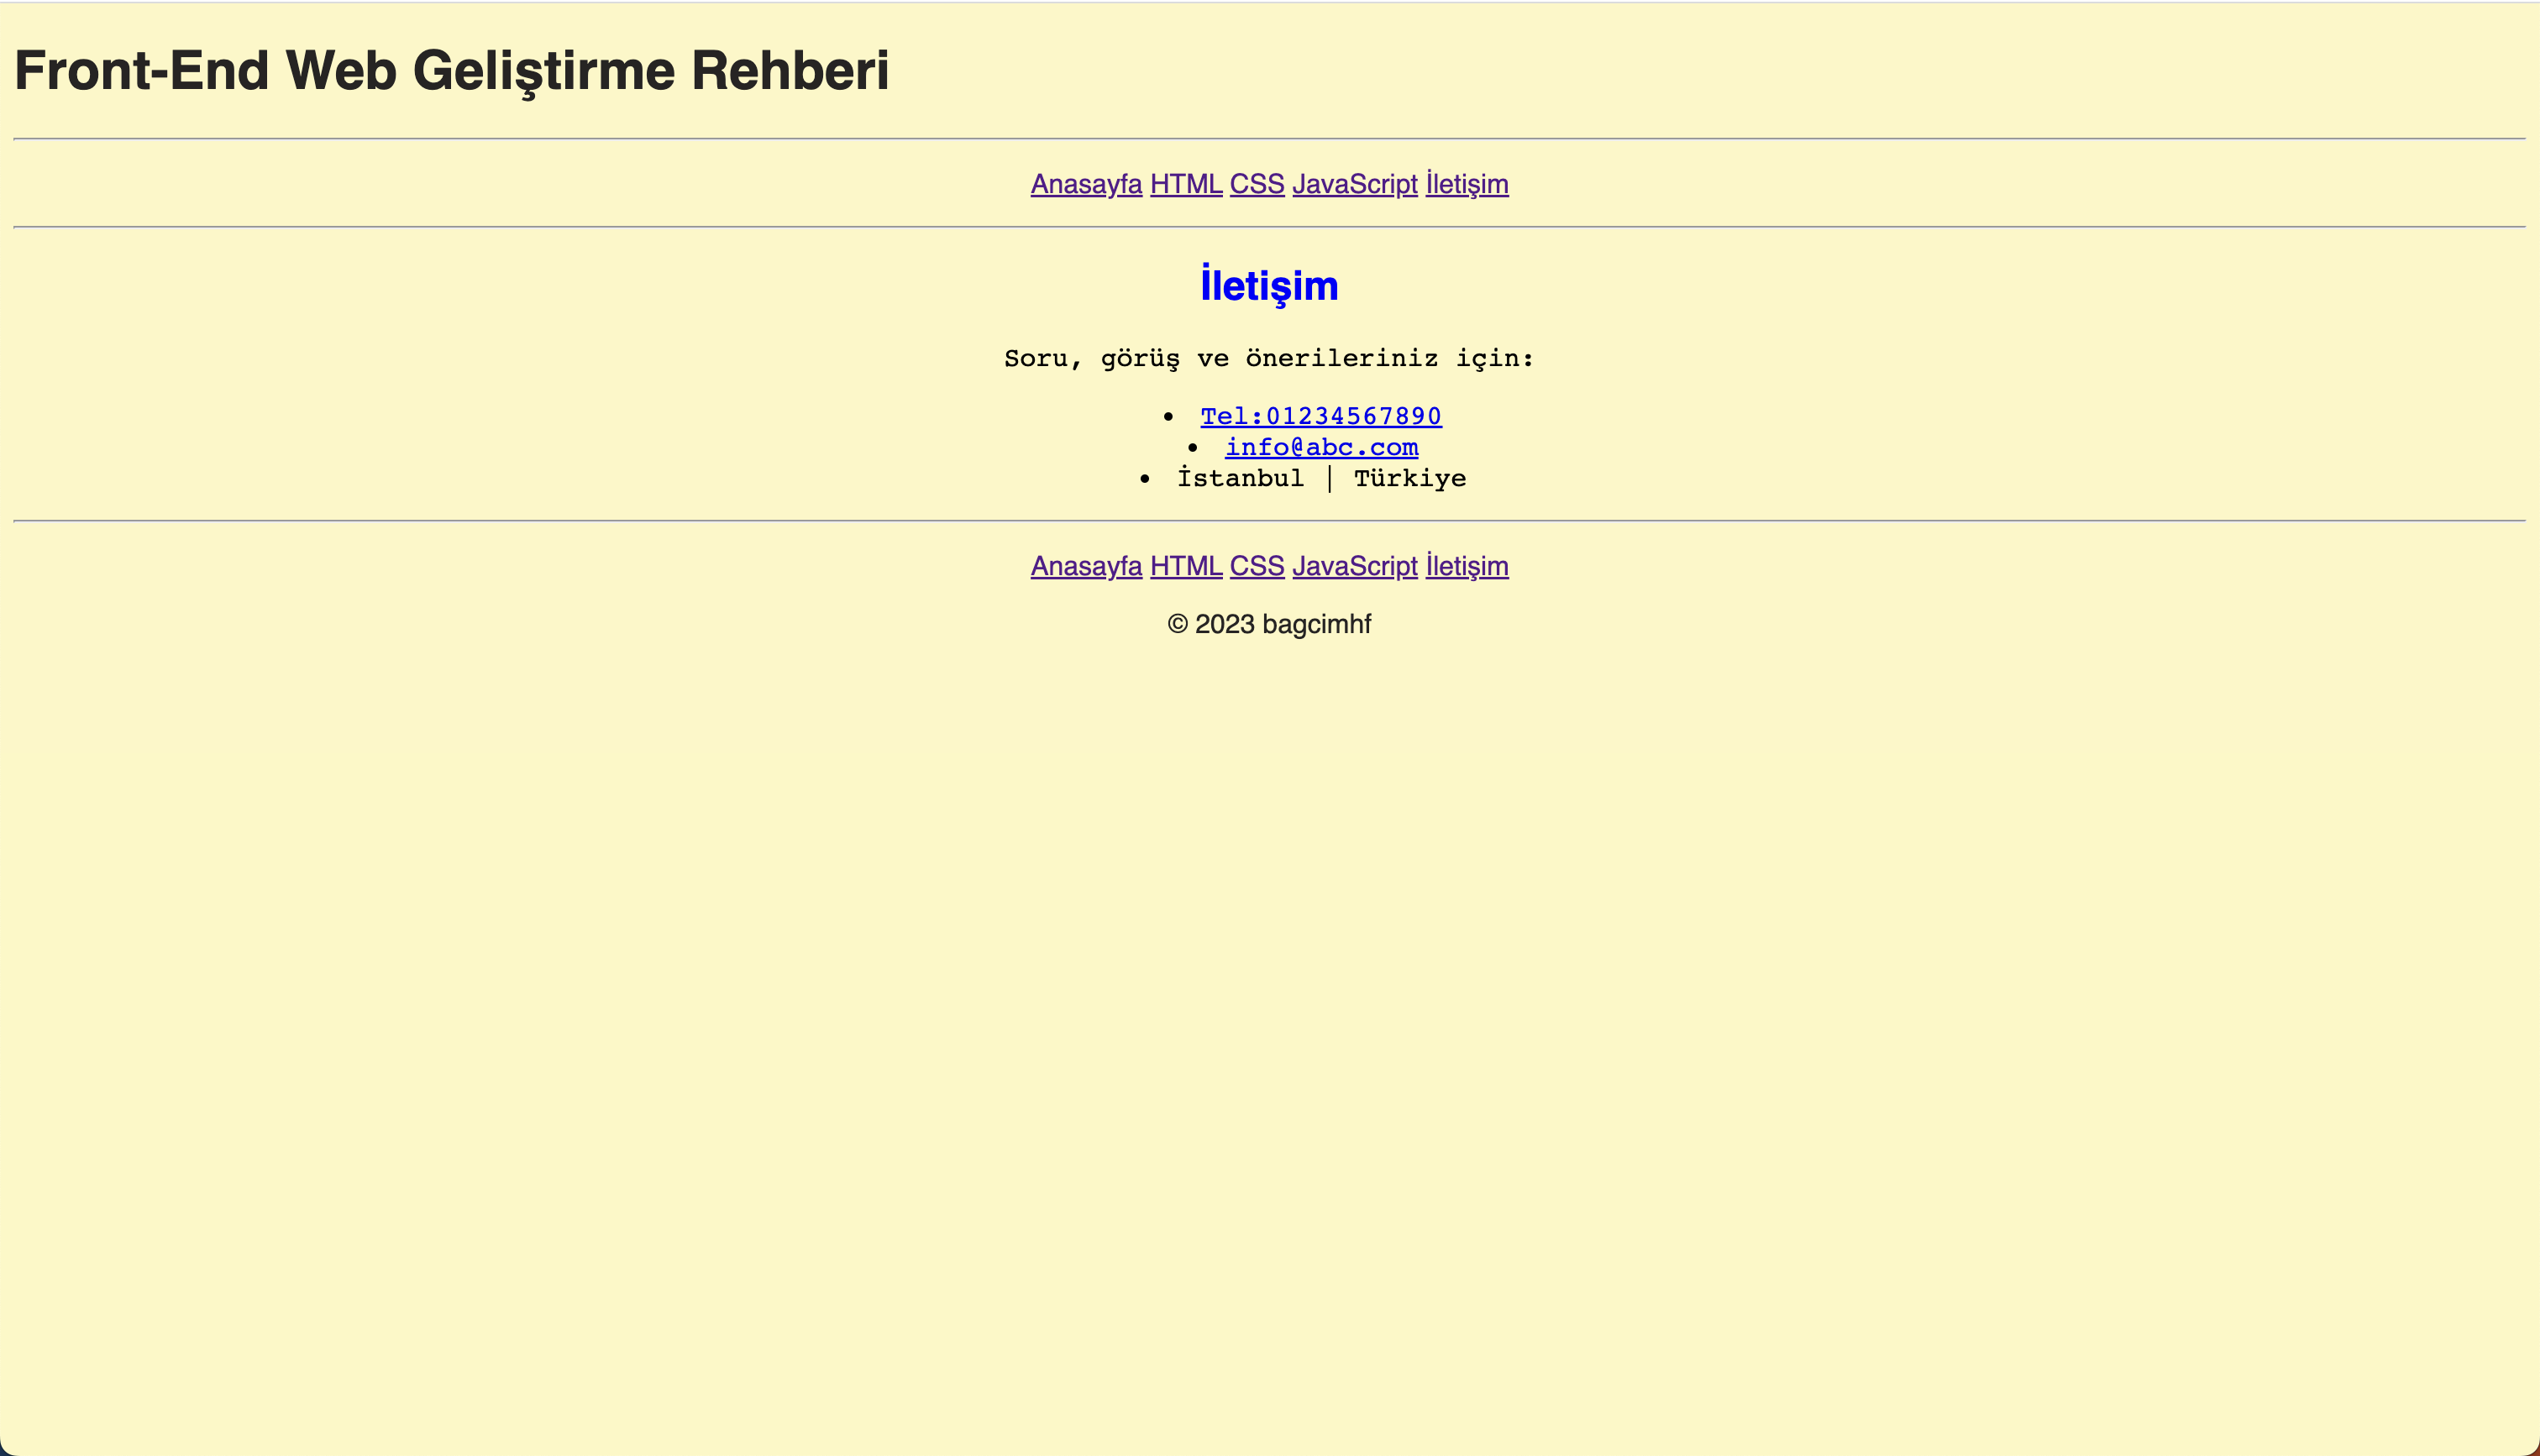 Front-End Web Geliştirme Rehberi
Anasayfa HTML CSS JavaScript İletişim
İletişim
Soru, görüş ve önerileriniz için:
• Tel:01234567890
• info@abc.com
• İstanbul | Türkiye
Anasayfa HTML CSS JavaScript İletişim
© 2023 bagcimhf